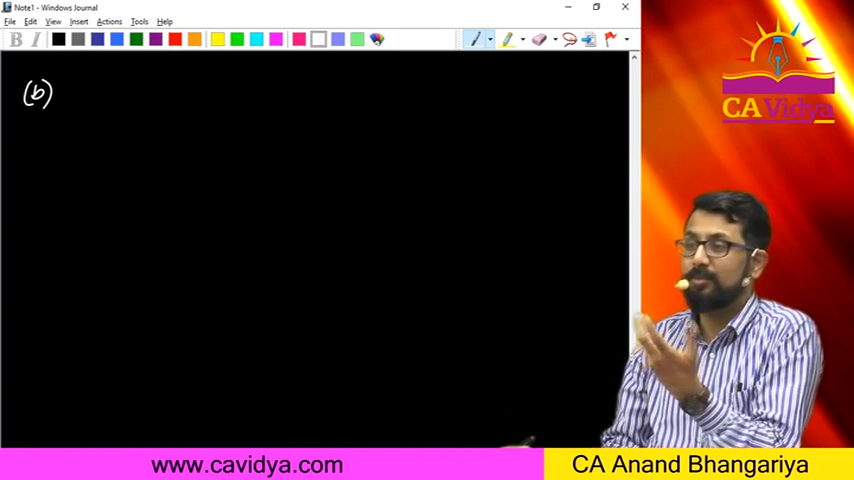 Note1 - Windows Journal
File Edit View Insert Actions Tools Help
B I
(b)
CA Vidya
www.cavidya.com
CA Anand Bhangariya